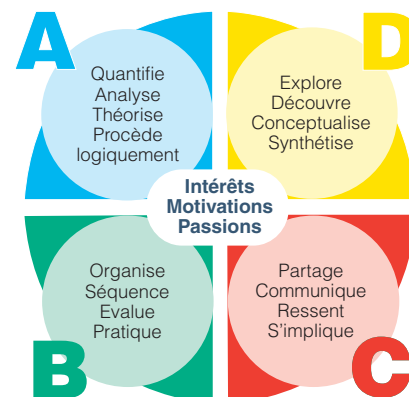 A
Quantifie
Analyse
Théorise
Procède
logiquement
D
Explore
Découvre
Conceptualise
Synthétise
Intérêts
Motivations
Passions
Organise
Séquence
Evalue
Pratique
B
Partage
Communique
Ressent
S'implique
C